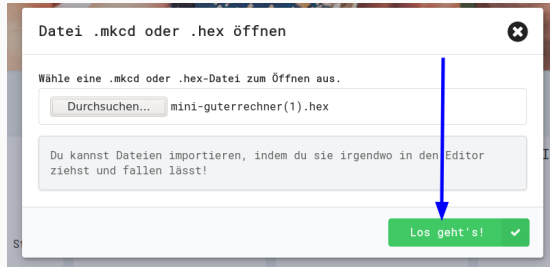 Datei .mkcd oder .hex öffnen
Wähle eine .mkcd oder .hex-Datei zum Öffnen aus.
Durchsuchen... mini-guterrechner(1).hex
Du kannst Dateien importieren, indem du sie irgendwo in den Editor
ziehst und fallen lässt!
Los geht's!